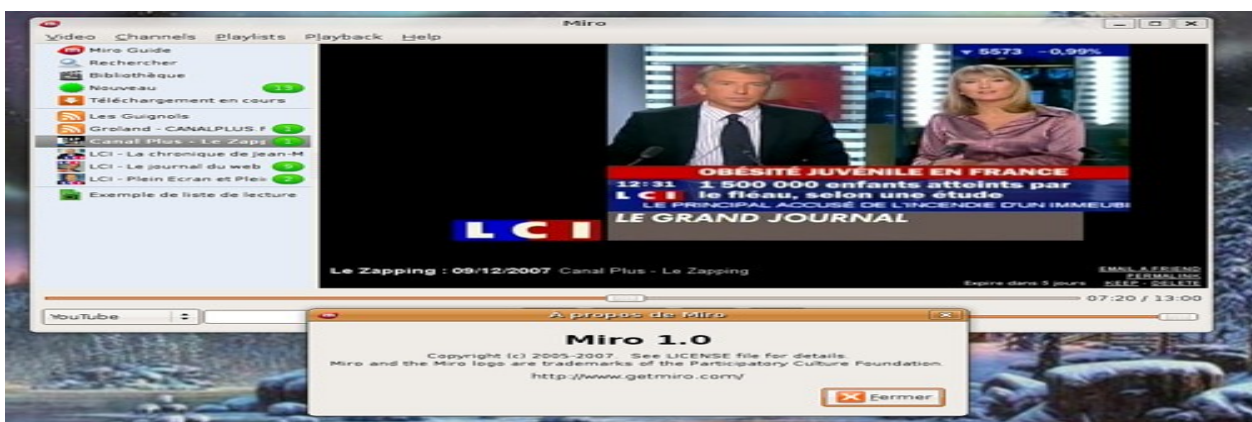 Miro
Video Channels Playlists Playback Help
Miro Guide
Rechercher
Bibliothèque
Nouveau 13
Téléchargement en cours
Les Guignols
Groland - CANALPLUS.F 1
Canal Plus - Le Zapp 1
LCI - La chronique de Jean-M
LCI - Le journal du web 9
LCI - Plein Ecran et Plei 2
Exemple de liste de lecture
5573 -0,99%
OBÉSITÉ JUVÉNILE EN FRANCE
12:31 1 500 000 enfants atteints par
LCI le fléau, selon une étude
LE PRINCIPAL ACCUSÉ DE L'INCENDIE D'UN IMMEUBL
LCI LE GRAND JOURNAL
Le Zapping : 09/12/2007 Canal Plus - Le Zapping
EMAIL A FRIEND
PERMALINK
Expire dans 5 jours KEEP - DELETE
07:20 / 13:00
YouTube
A propos de Miro
Miro 1.0
Copyright (c) 2005-2007. See LICENSE file for details.
Miro and the Miro logo are trademarks of the Participatory Culture Foundation.
http://www.getmiro.com/
Fermer